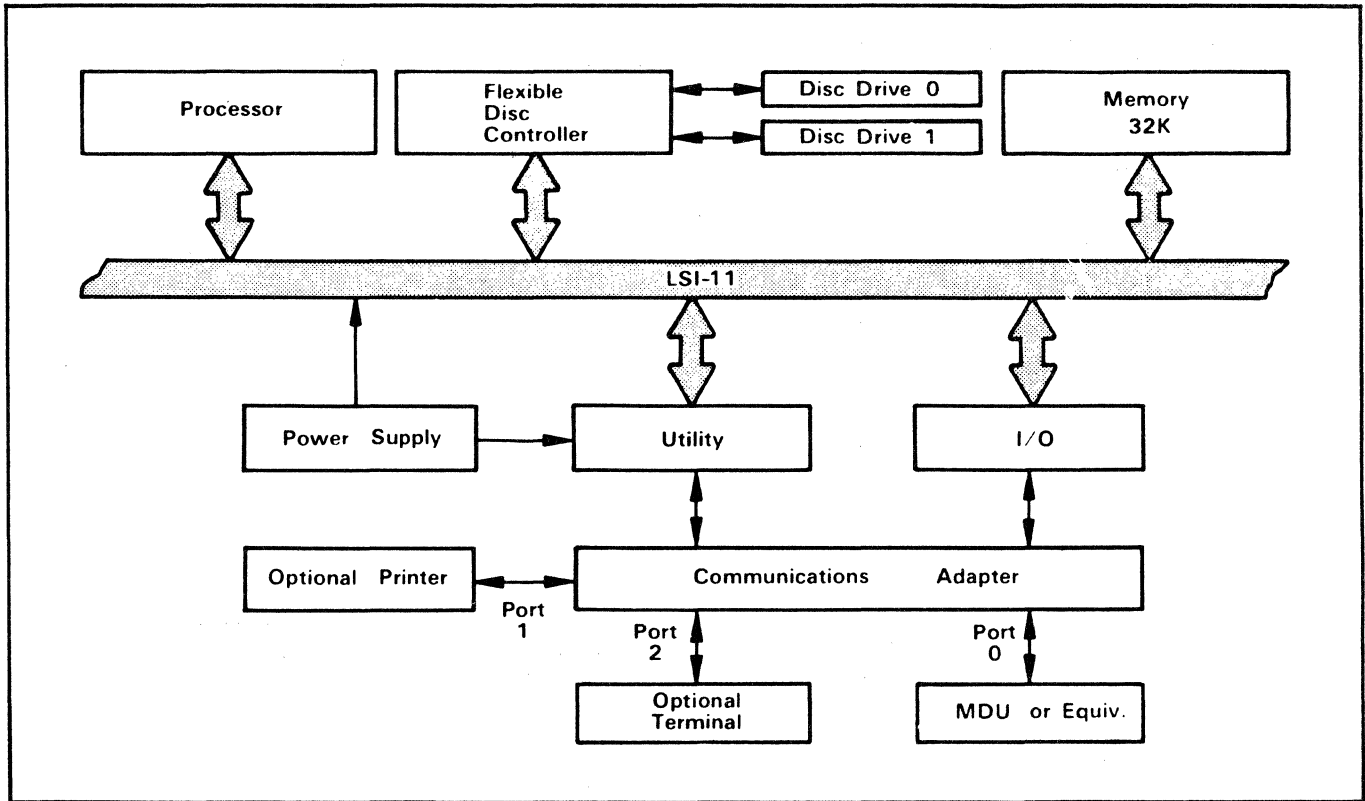 Processor
Flexible
Disc
Controller
Disc Drive 0
Disc Drive 1
Memory
32K
LSI-11
Power Supply
Utility
I/O
Optional Printer
Port
1
Communications Adapter
Port
2
Port
0
Optional
Terminal
MDU or Equiv.